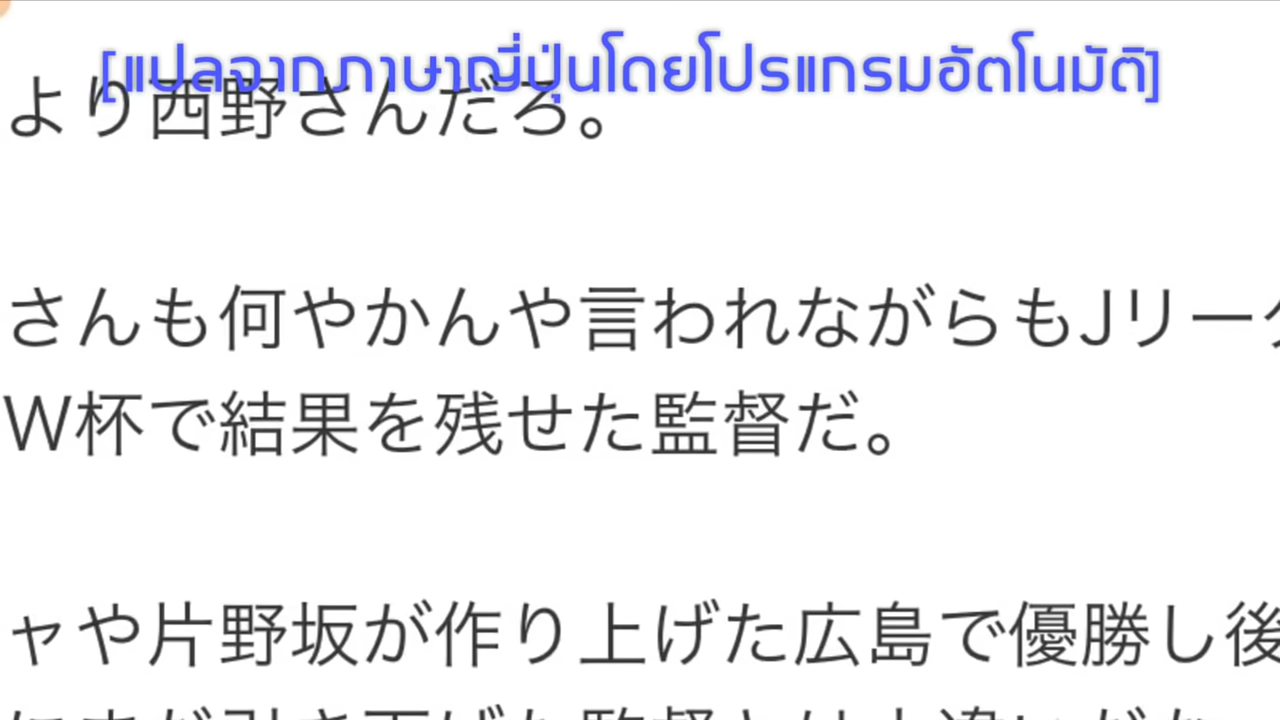 [แปลจากภาษาญี่ปุ่นโดยโปรแกรมอัตโนมัติ]
より西野さんだろ。
さんも何やかんや言われながらもJリー
W杯で結果を残せた監督だ。
ャや片野坂が作り上げた広島で優勝し後